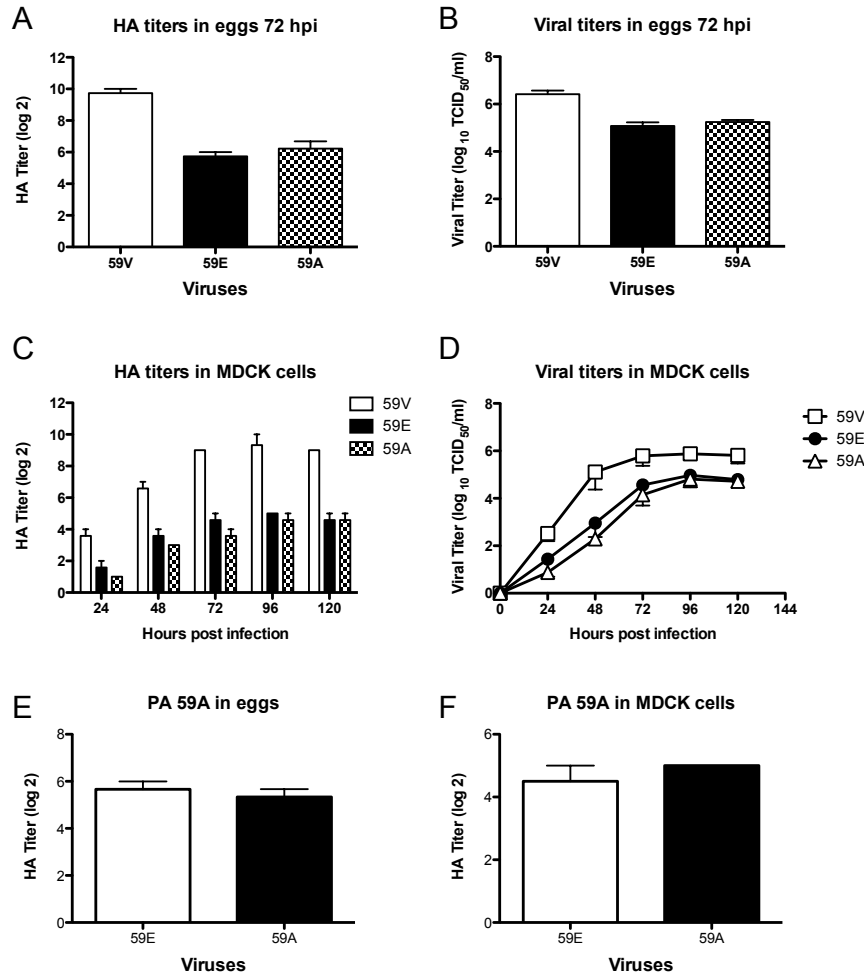 A
HA titers in eggs 72 hpi
HA Titer (log 2)
12
10
8
6
4
2
0
59V 59E 59A
Viruses
B
Viral titers in eggs 72 hpi
Viral Titer (log 10 TCID50/ml)
8
6
4
2
0
59V 59E 59A
Viruses
C
HA titers in MDCK cells
HA Titer (log 2)
12
10
8
6
4
2
0
24 48 72 96 120
Hours post infection
59V
59E
59A
D
Viral titers in MDCK cells
Viral Titer (log 10 TCID50/ml)
8
6
4
2
0
0 24 48 72 96 120 144
Hours post infection
59V
59E
59A
E
PA 59A in eggs
HA Titer (log 2)
8
6
4
2
0
59E 59A
Viruses
F
PA 59A in MDCK cells
HA Titer (log 2)
6
4
2
0
59E 59A
Viruses